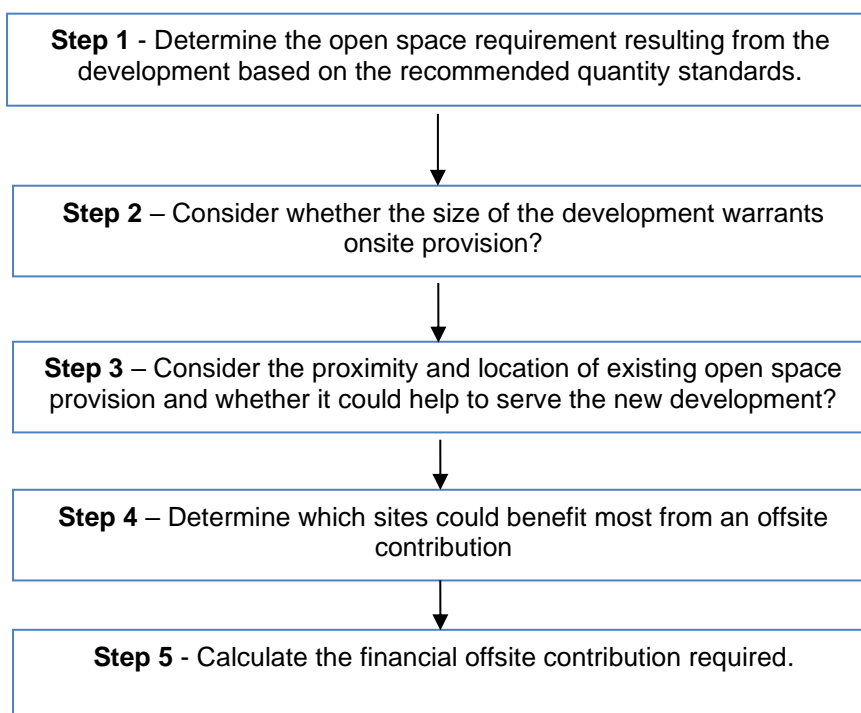 Step 1 - Determine the open space requirement resulting from the
development based on the recommended quantity standards.
Step 2 – Consider whether the size of the development warrants
onsite provision?
Step 3 – Consider the proximity and location of existing open space
provision and whether it could help to serve the new development?
Step 4 – Determine which sites could benefit most from an offsite
contribution
Step 5 - Calculate the financial offsite contribution required.